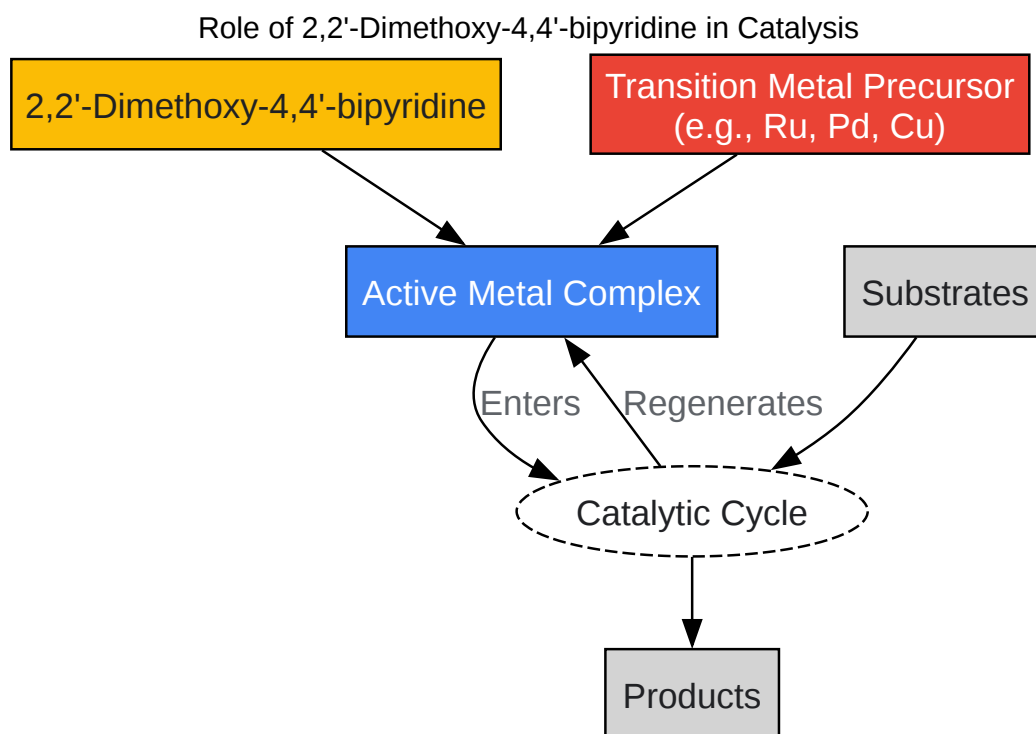 Role of 2,2'-Dimethoxy-4,4'-bipyridine in Catalysis
2,2'-Dimethoxy-4,4'-bipyridine
Transition Metal Precursor
(e.g., Ru, Pd, Cu)
Active Metal Complex
Substrates
Enters
Regenerates
Catalytic Cycle
Products